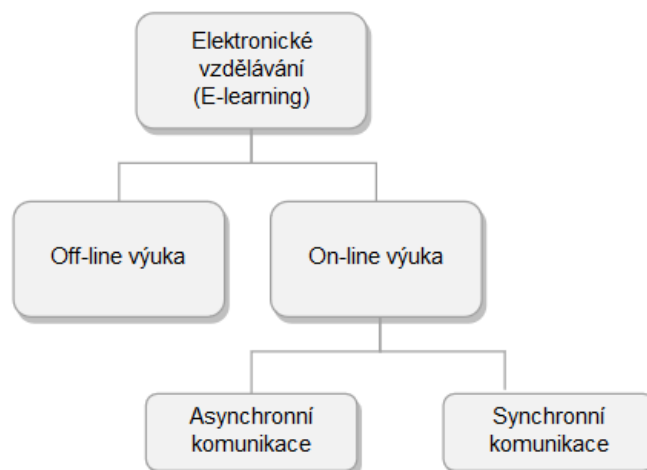 Elektronické
vzdělávání
(E-learning)
Off-line výuka
On-line výuka
Asynchronní
komunikace
Synchronní
komunikace